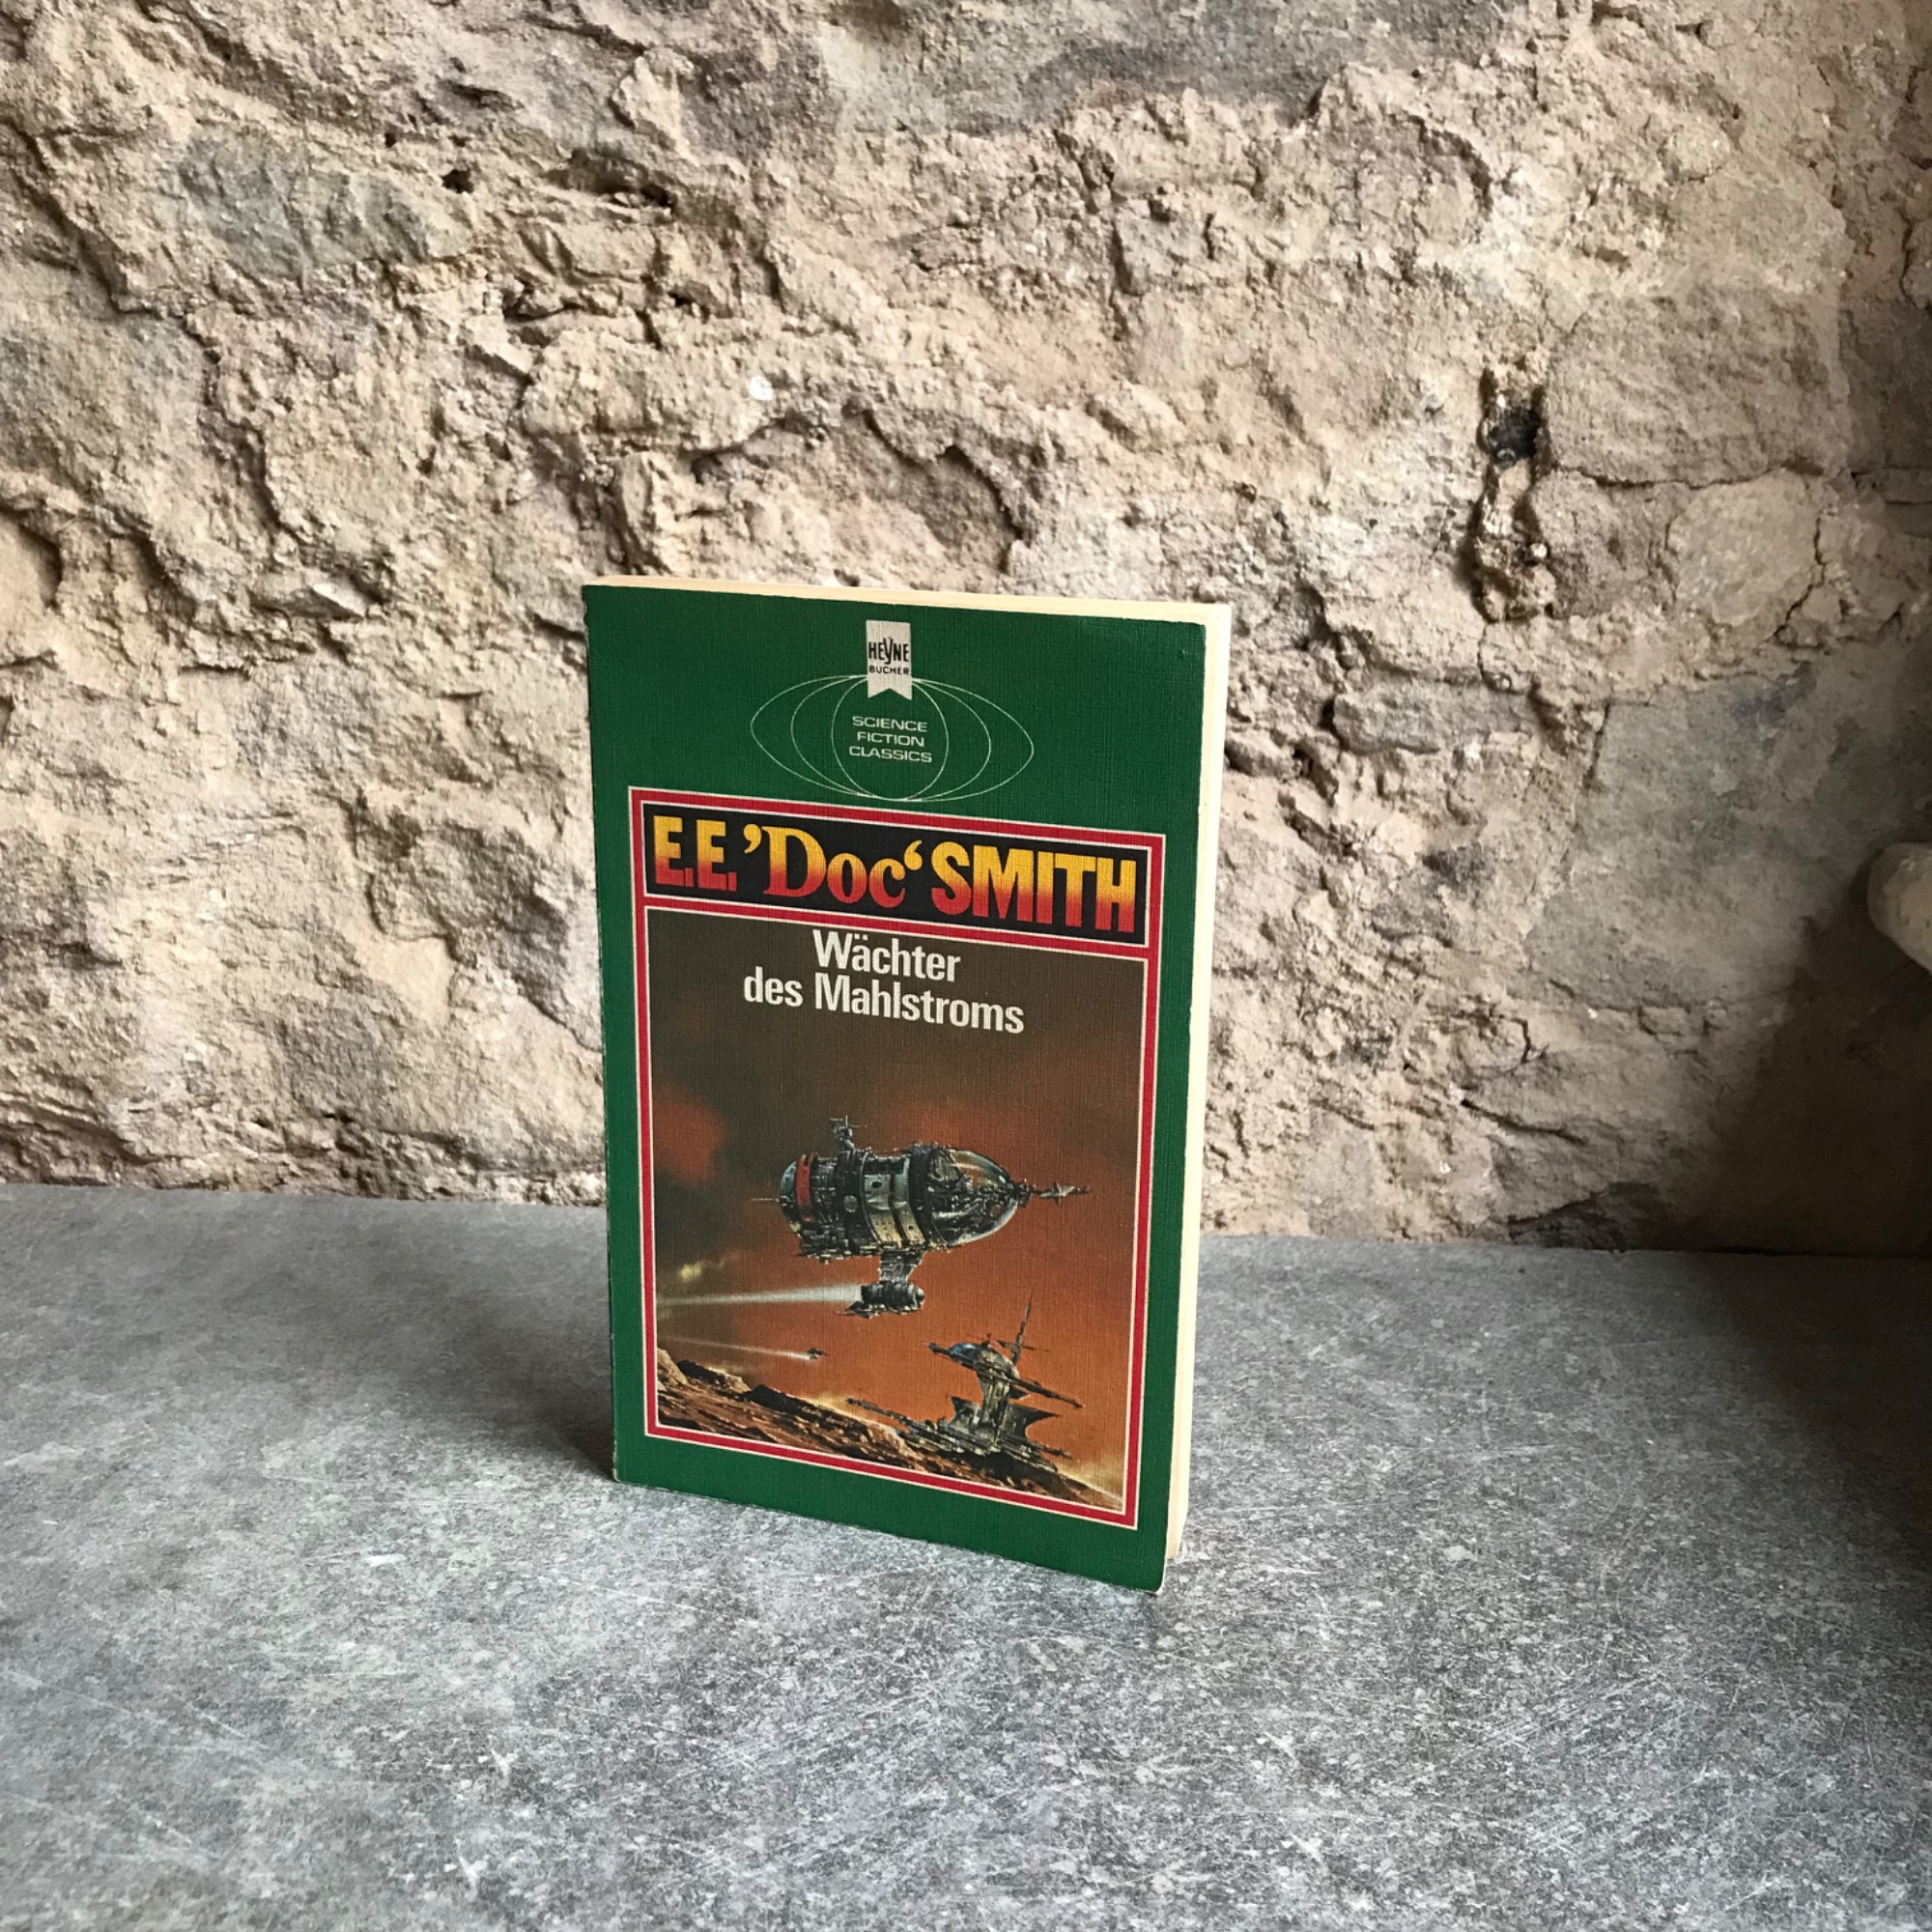 HEYNE
BÜCHER
SCIENCE
FICTION
CLASSICS
E.E. ’Doc‘ SMITH
Wächter
des Mahlstroms